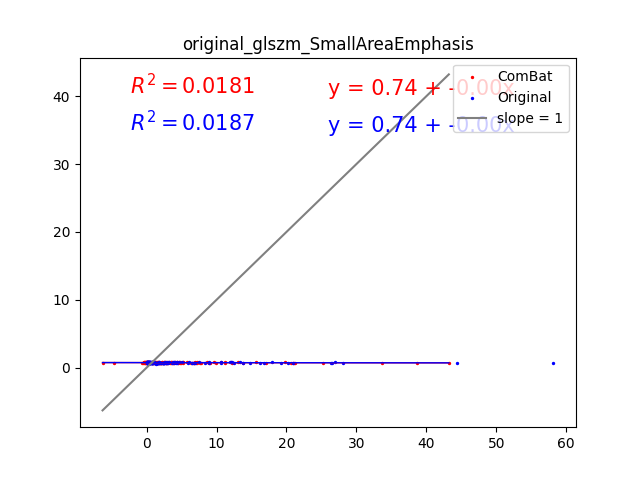 original_glszm_SmallAreaEmphasis
R² = 0.0181 y = 0.74 + -0.00x
R² = 0.0187 y = 0.74 + -0.00x
ComBat
Original
slope = 1
40
30
20
10
0
0 10 20 30 40 50 60